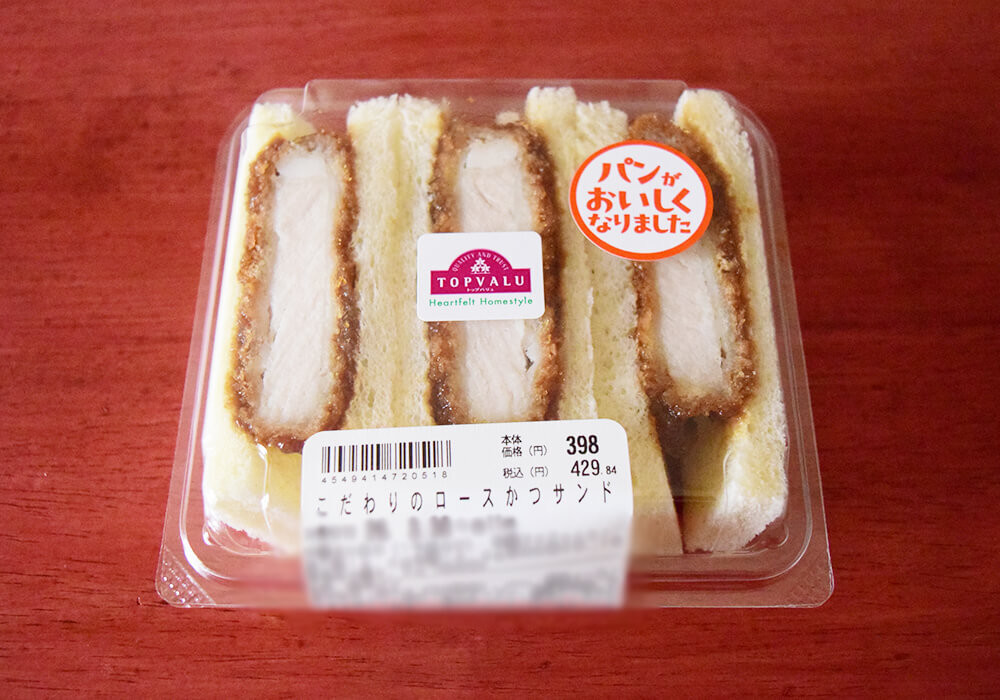 パンが
おいしく
なりました
QUALITY AND TRUST
TOPVALU
トップバリュ
Heartfelt Homestyle
4549414720518
本体
価格(円) 398
税込(円) 429.84
こだわりのロースかつサンド